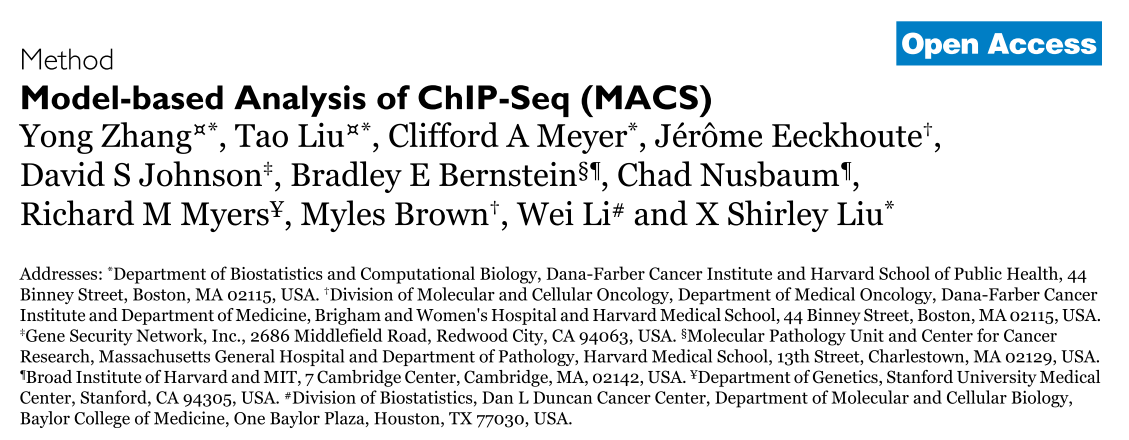 Open Access
Method
Model-based Analysis of ChIP-Seq (MACS)
Yong Zhang¤*, Tao Liu¤*, Clifford A Meyer*, Jérôme Eeckhoute†,
David S Johnson‡, Bradley E Bernstein§¶, Chad Nusbaum¶,
Richard M Myers¥, Myles Brown†, Wei Li# and X Shirley Liu*
Addresses: *Department of Biostatistics and Computational Biology, Dana-Farber Cancer Institute and Harvard School of Public Health, 44
Binney Street, Boston, MA 02115, USA. †Division of Molecular and Cellular Oncology, Department of Medical Oncology, Dana-Farber Cancer
Institute and Department of Medicine, Brigham and Women's Hospital and Harvard Medical School, 44 Binney Street, Boston, MA 02115, USA.
‡Gene Security Network, Inc., 2686 Middlefield Road, Redwood City, CA 94063, USA. §Molecular Pathology Unit and Center for Cancer
Research, Massachusetts General Hospital and Department of Pathology, Harvard Medical School, 13th Street, Charlestown, MA 02129, USA.
¶Broad Institute of Harvard and MIT, 7 Cambridge Center, Cambridge, MA, 02142, USA. ¥Department of Genetics, Stanford University Medical
Center, Stanford, CA 94305, USA. #Division of Biostatistics, Dan L Duncan Cancer Center, Department of Molecular and Cellular Biology,
Baylor College of Medicine, One Baylor Plaza, Houston, TX 77030, USA.